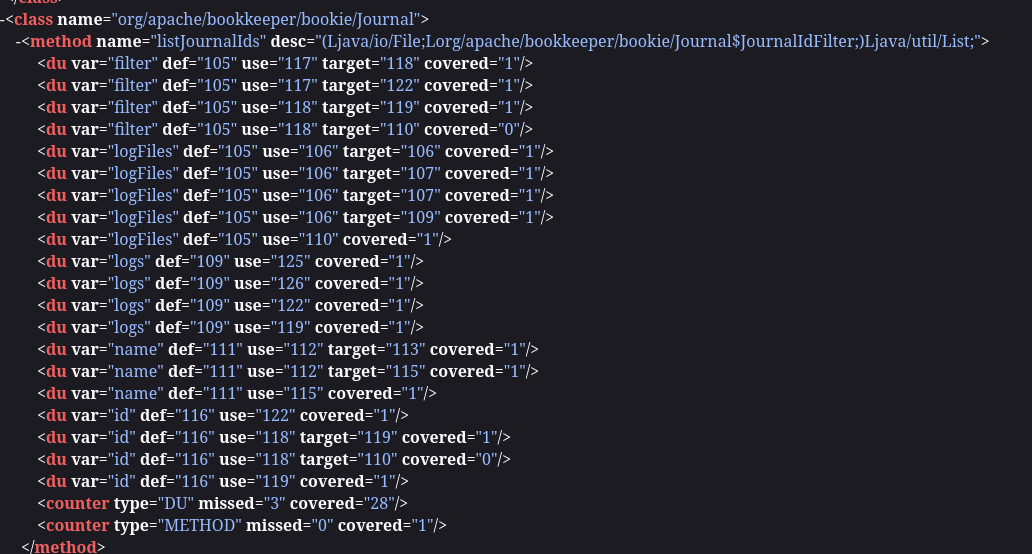 </class>
-<class name="org/apache/bookkeeper/bookie/Journal">
-<method name="listJournalIds" desc="(Ljava/io/File;Lorg/apache/bookkeeper/bookie/Journal$JournalIdFilter;)Ljava/util/List;">
<du var="filter" def="105" use="117" target="118" covered="1"/>
<du var="filter" def="105" use="117" target="122" covered="1"/>
<du var="filter" def="105" use="118" target="119" covered="1"/>
<du var="filter" def="105" use="118" target="110" covered="0"/>
<du var="logFiles" def="105" use="106" target="106" covered="1"/>
<du var="logFiles" def="105" use="106" target="107" covered="1"/>
<du var="logFiles" def="105" use="106" target="107" covered="1"/>
<du var="logFiles" def="105" use="106" target="109" covered="1"/>
<du var="logFiles" def="105" use="110" covered="1"/>
<du var="logs" def="109" use="125" covered="1"/>
<du var="logs" def="109" use="126" covered="1"/>
<du var="logs" def="109" use="122" covered="1"/>
<du var="logs" def="109" use="119" covered="1"/>
<du var="name" def="111" use="112" target="113" covered="1"/>
<du var="name" def="111" use="112" target="115" covered="1"/>
<du var="name" def="111" use="115" covered="1"/>
<du var="id" def="116" use="122" covered="1"/>
<du var="id" def="116" use="118" target="119" covered="1"/>
<du var="id" def="116" use="118" target="110" covered="0"/>
<du var="id" def="116" use="119" covered="1"/>
<counter type="DU" missed="3" covered="28"/>
<counter type="METHOD" missed="0" covered="1"/>
</method>